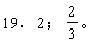 19. 2; 2/3。